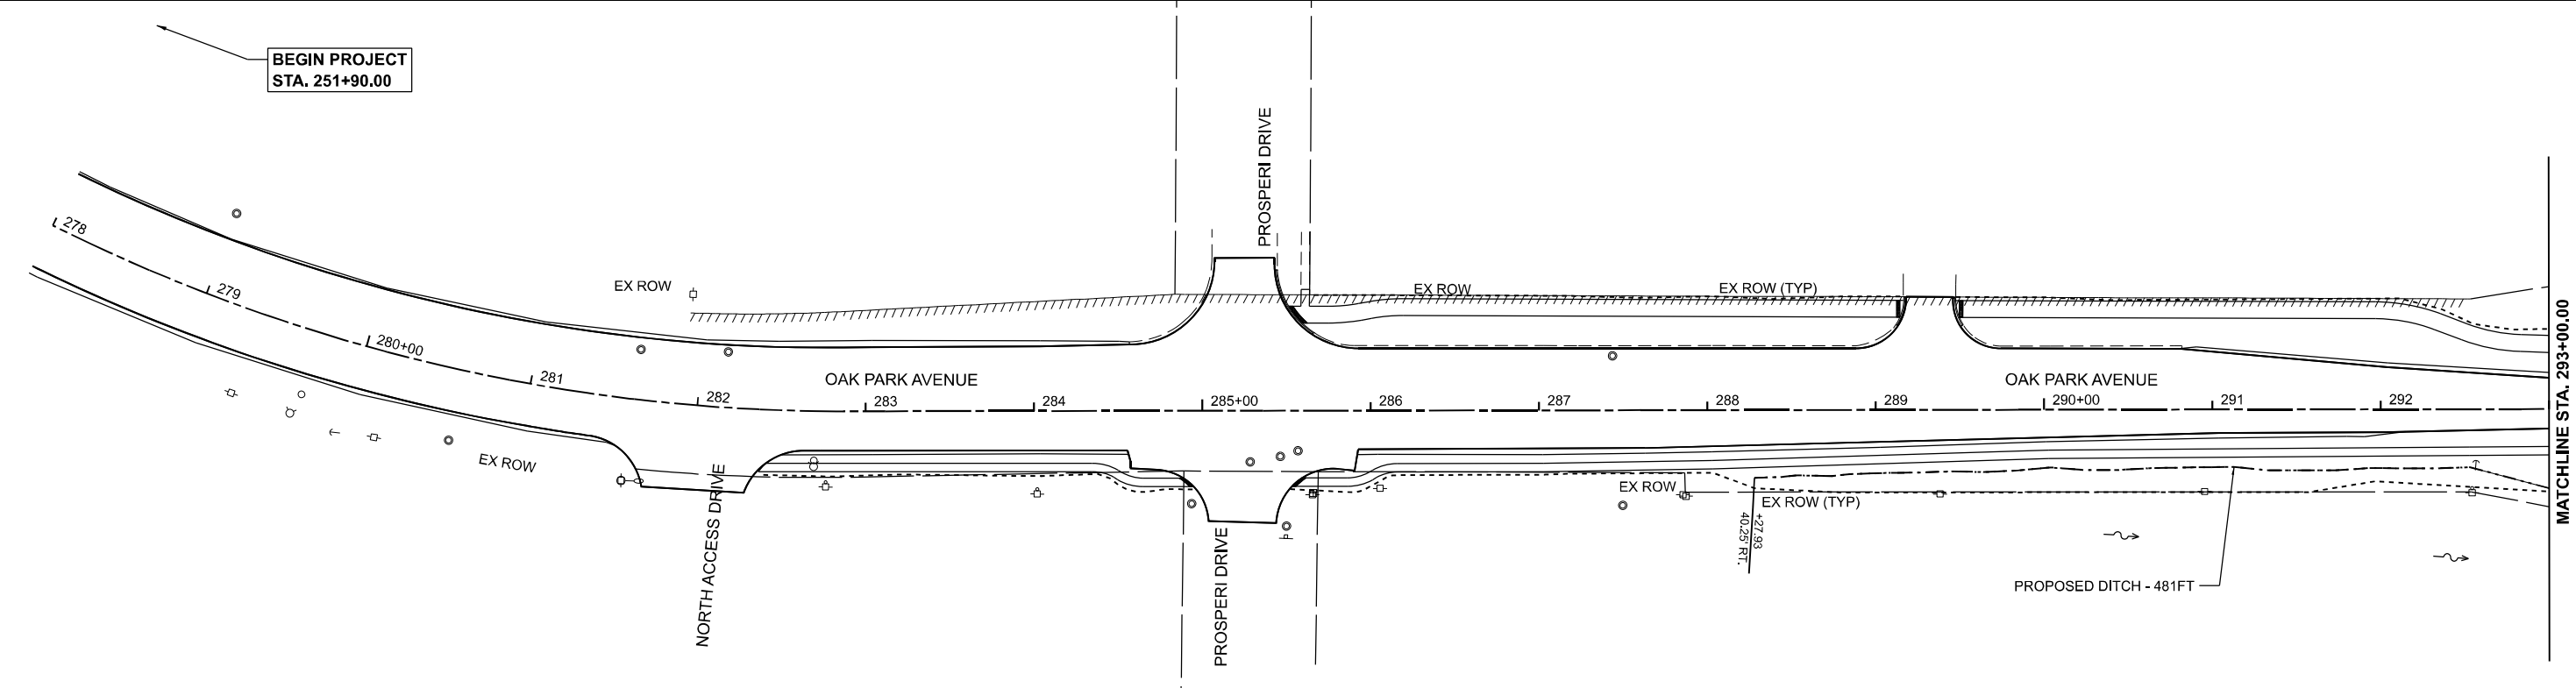 BEGIN PROJECT
STA. 251+90.00
PROSPERI DRIVE
278
279
280+00
281
282
283
284
285+00
286
287
288
289
290+00
291
292
EX ROW
EX ROW
EX ROW (TYP)
OAK PARK AVENUE
OAK PARK AVENUE
MATCHLINE STA. 293+00.00
EX ROW
EX ROW
EX ROW (TYP)
NORTH ACCESS DRIVE
PROSPERI DRIVE
+27.93
40.25' RT.
PROPOSED DITCH - 481FT
P